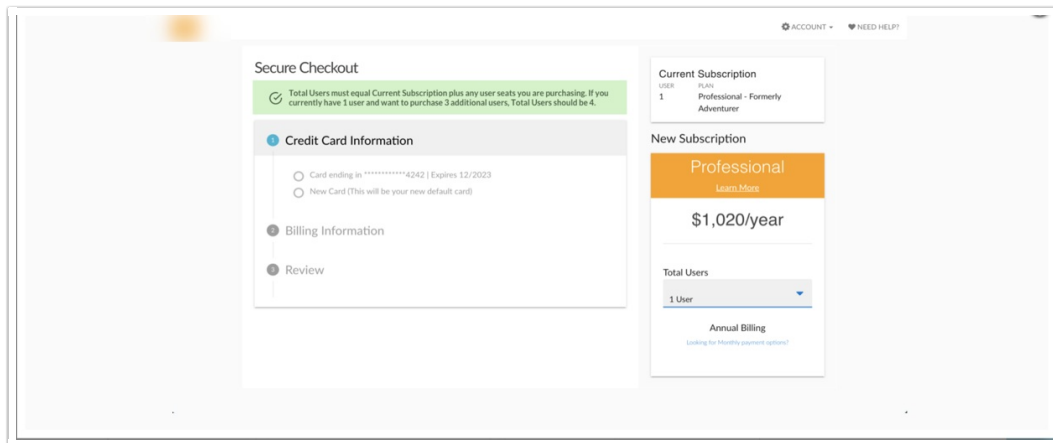 ACCOUNT
NEED HELP?
Secure Checkout
Total Users must equal Current Subscription plus any user seats you are purchasing. If you
currently have 1 user and want to purchase 3 additional users, Total Users should be 4.
1 Credit Card Information
Card ending in ************4242 | Expires 12/2023
New Card (This will be your new default card)
2 Billing Information
3 Review
Current Subscription
USER PLAN
1 Professional - Formerly
Adventurer
New Subscription
Professional
Learn More
$1,020/year
Total Users
1 User
Annual Billing
Looking for Monthly payment options?